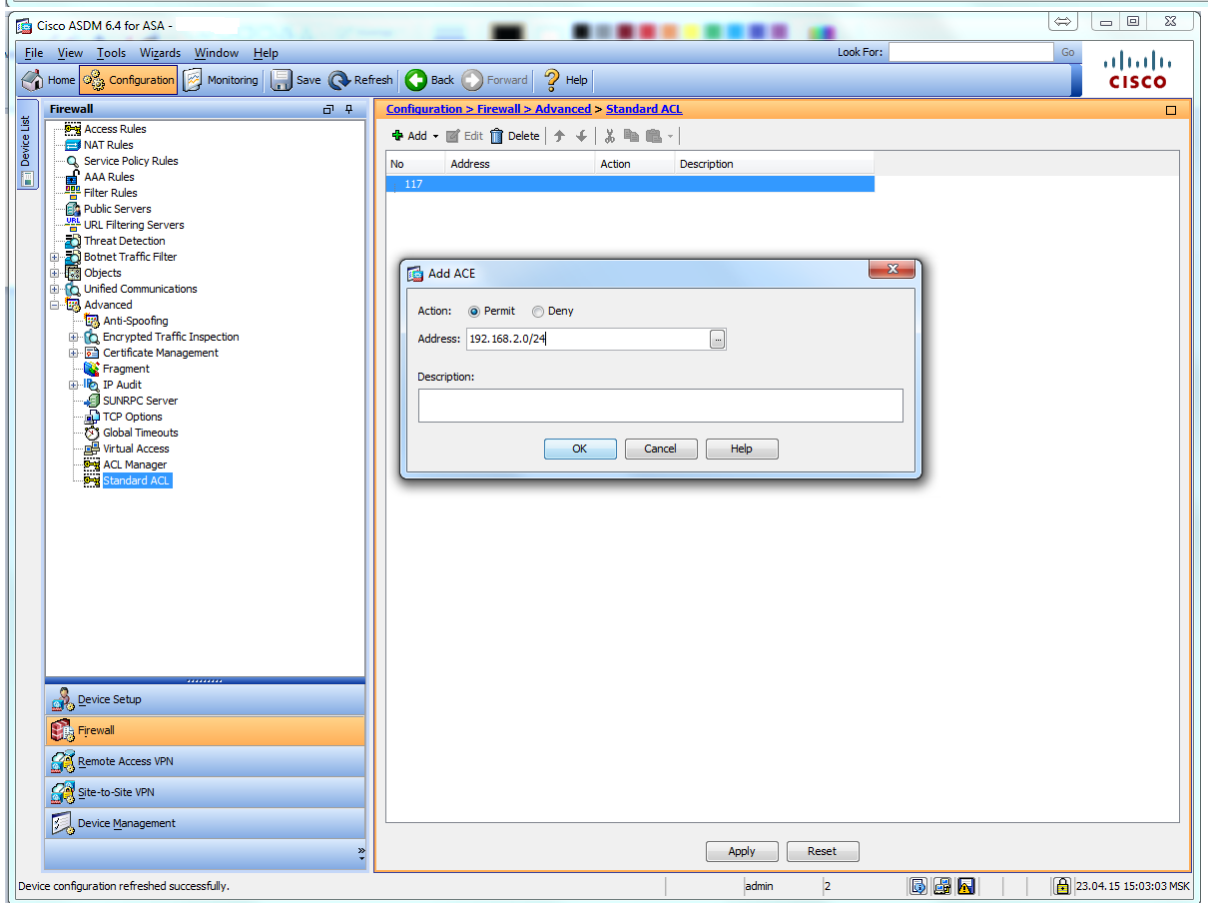 Cisco ASDM 6.4 for ASA -
File View Tools Wizards Window Help
Look For:
Go
Home Configuration Monitoring Save Refresh Back Forward Help
CISCO
Device List
Firewall
Access Rules
NAT Rules
Service Policy Rules
AAA Rules
Filter Rules
Public Servers
URL Filtering Servers
Threat Detection
Botnet Traffic Filter
Objects
Unified Communications
Advanced
Anti-Spoofing
Encrypted Traffic Inspection
Certificate Management
Fragment
IP Audit
SUNRPC Server
TCP Options
Global Timeouts
Virtual Access
ACL Manager
Standard ACL
Device Setup
Firewall
Remote Access VPN
Site-to-Site VPN
Device Management
Configuration > Firewall > Advanced > Standard ACL
Add Edit Delete
No Address Action Description
117
Add ACE
Action: Permit Deny
Address: 192.168.2.0/24
...
Description:
OK Cancel Help
Apply Reset
Device configuration refreshed successfully.
admin 2 23.04.15 15:03:03 MSK